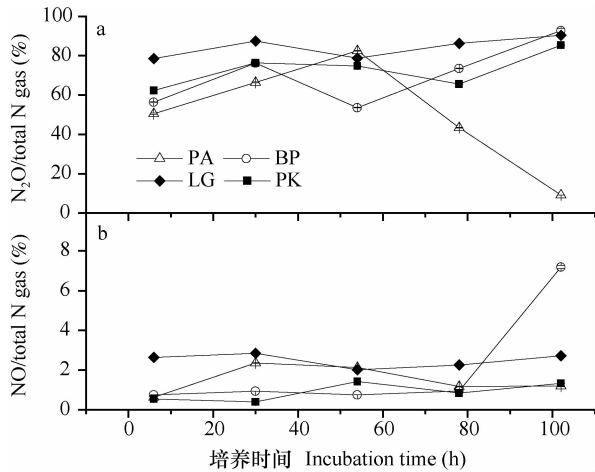 a
N₂O/total N gas (%)
100
80
60
40
20
0
PA BP
LG PK
b
NO/total N gas (%)
8
6
4
2
0
0 20 40 60 80 100
培养时间 Incubation time (h)